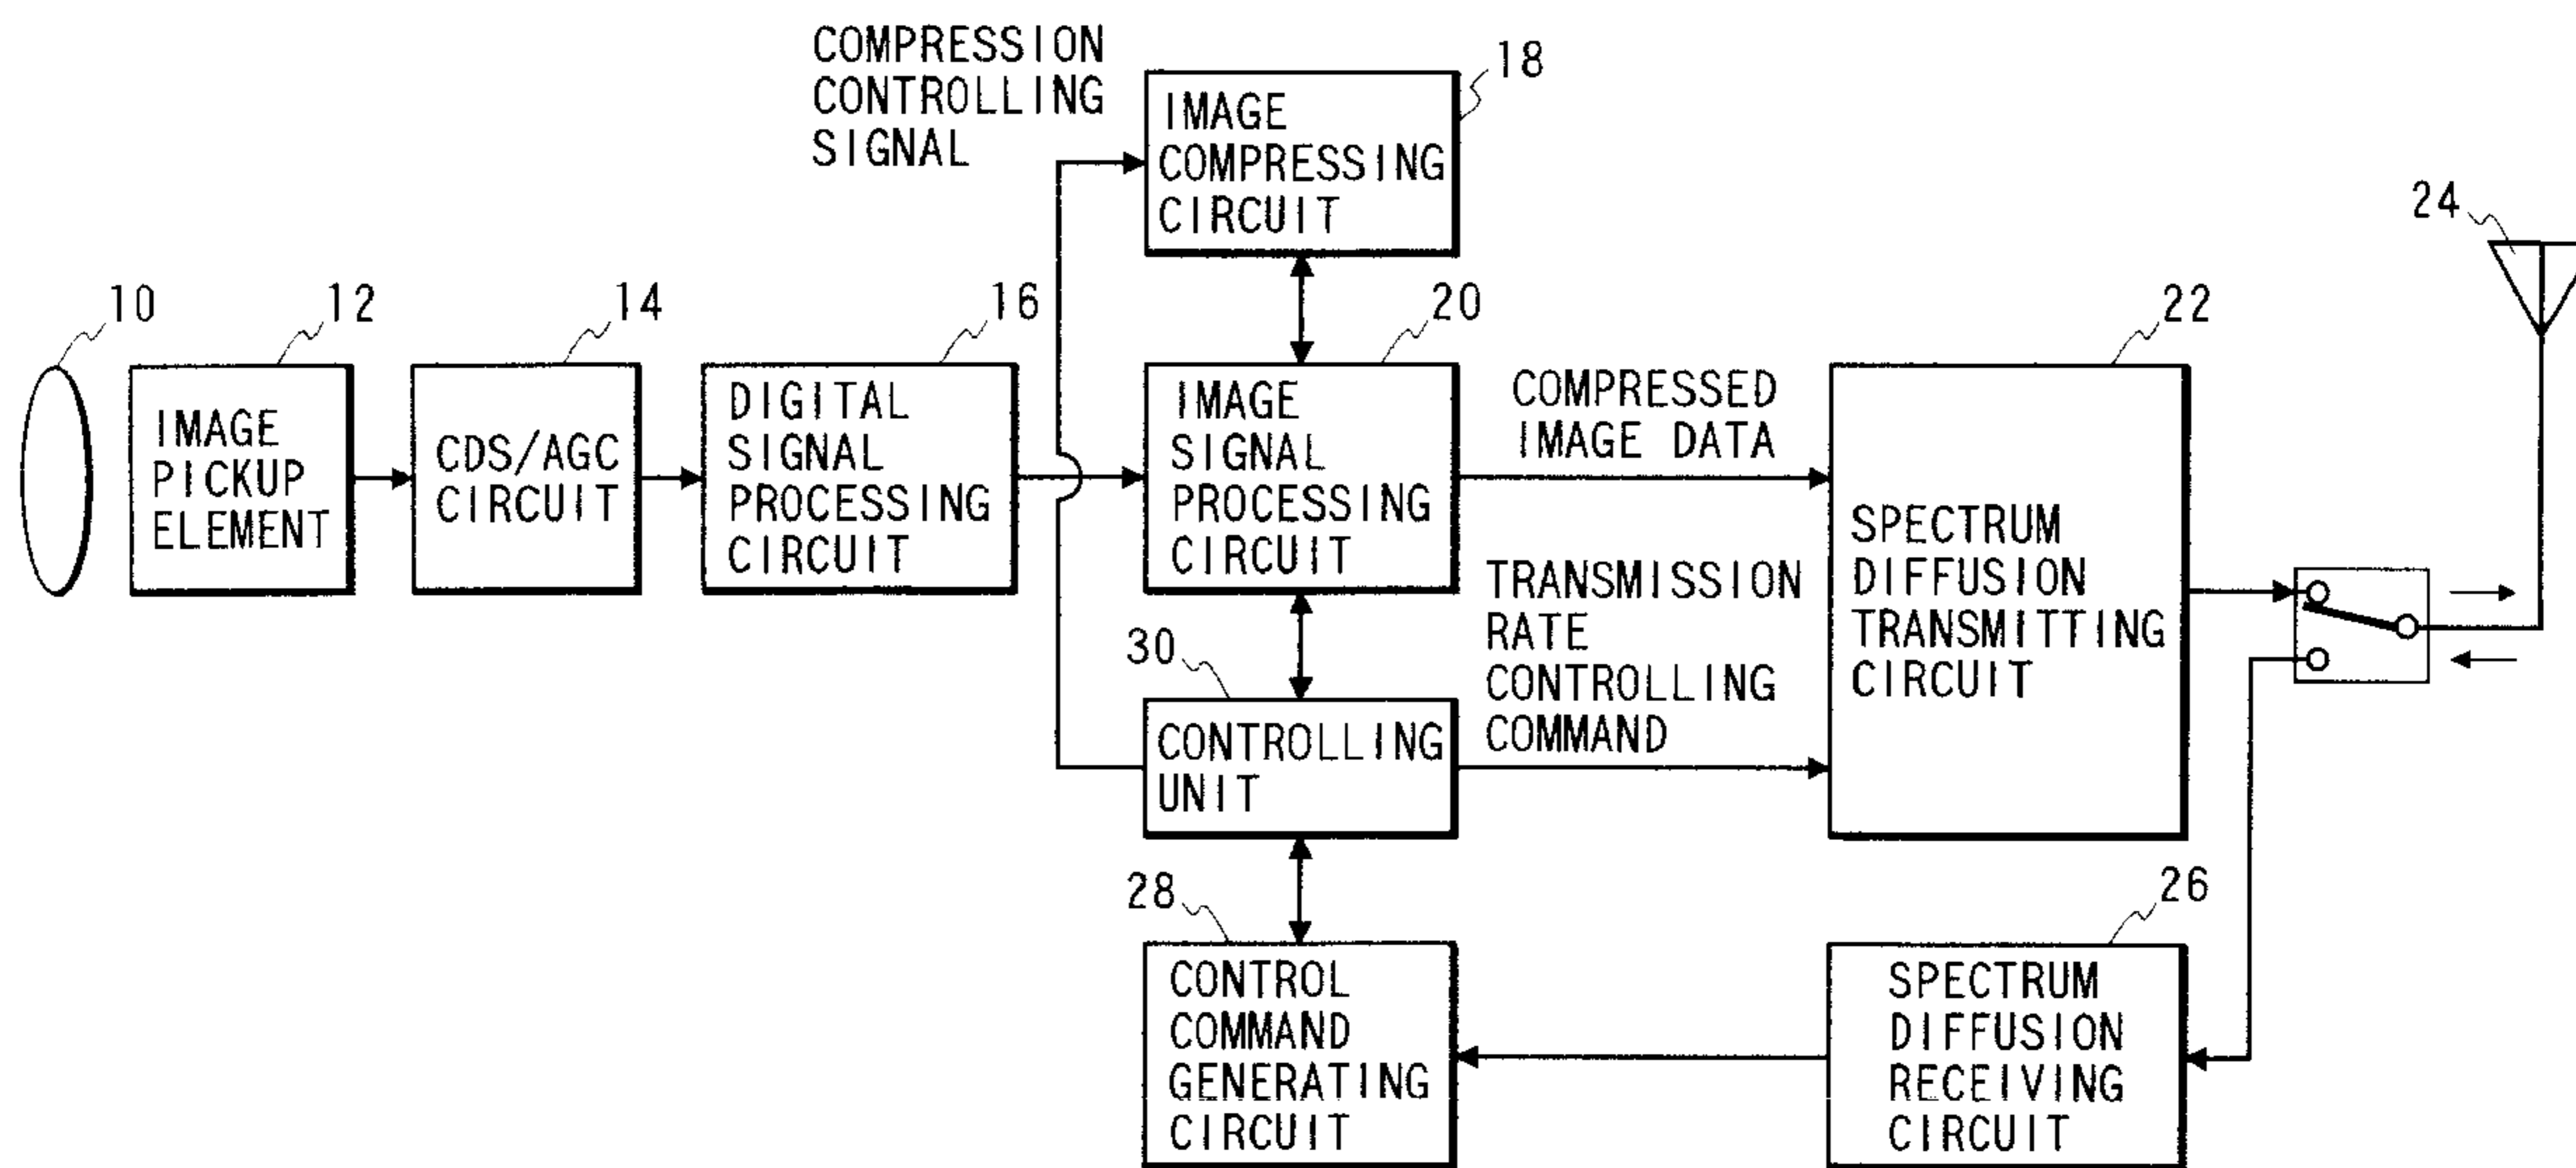 COMPRESSION
CONTROLLING
SIGNAL
18
IMAGE
COMPRESSING
CIRCUIT
24
10
12
14
16
20
22
IMAGE
PICKUP
ELEMENT
CDS/AGC
CIRCUIT
DIGITAL
SIGNAL
PROCESSING
CIRCUIT
IMAGE
SIGNAL
PROCESSING
CIRCUIT
COMPRESSED
IMAGE DATA
TRANSMISSION
RATE
CONTROLLING
COMMAND
SPECTRUM
DIFFUSION
TRANSMITTING
CIRCUIT
30
CONTROLLING
UNIT
28
26
CONTROL
COMMAND
GENERATING
CIRCUIT
SPECTRUM
DIFFUSION
RECEIVING
CIRCUIT